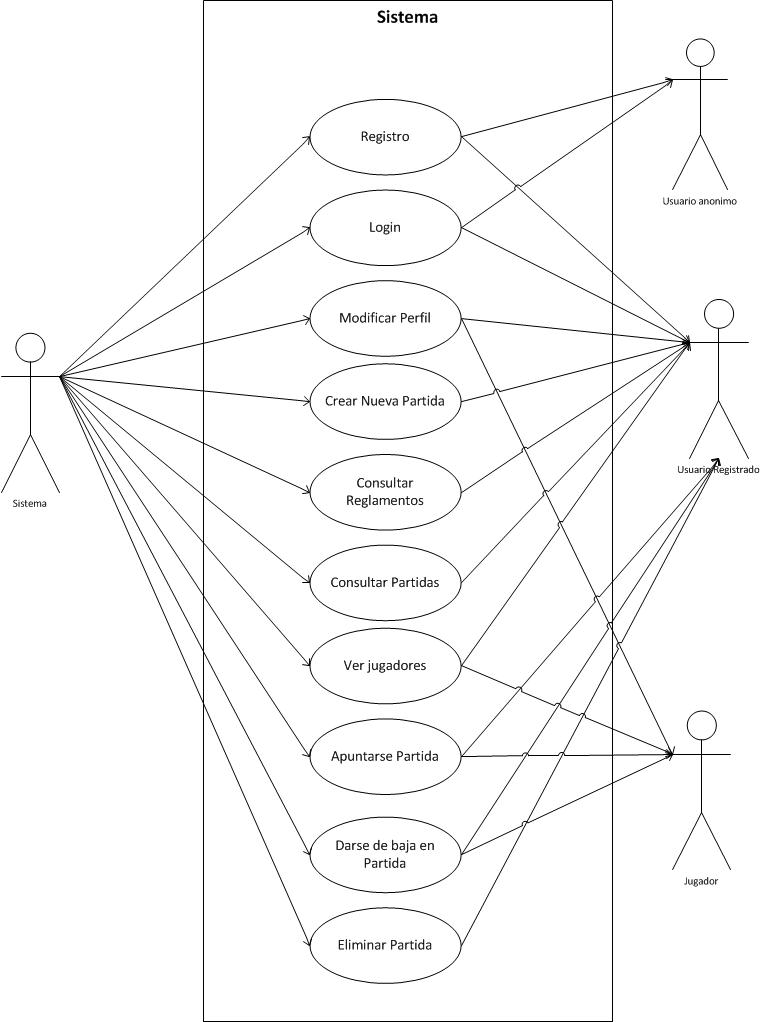 Sistema
Registro
Usuario anonimo
Login
Modificar Perfil
Crear Nueva Partida
Usuario Registrado
Consultar
Reglamentos
Sistema
Consultar Partidas
Ver jugadores
Apuntarse Partida
Darse de baja en
Partida
Jugador
Eliminar Partida